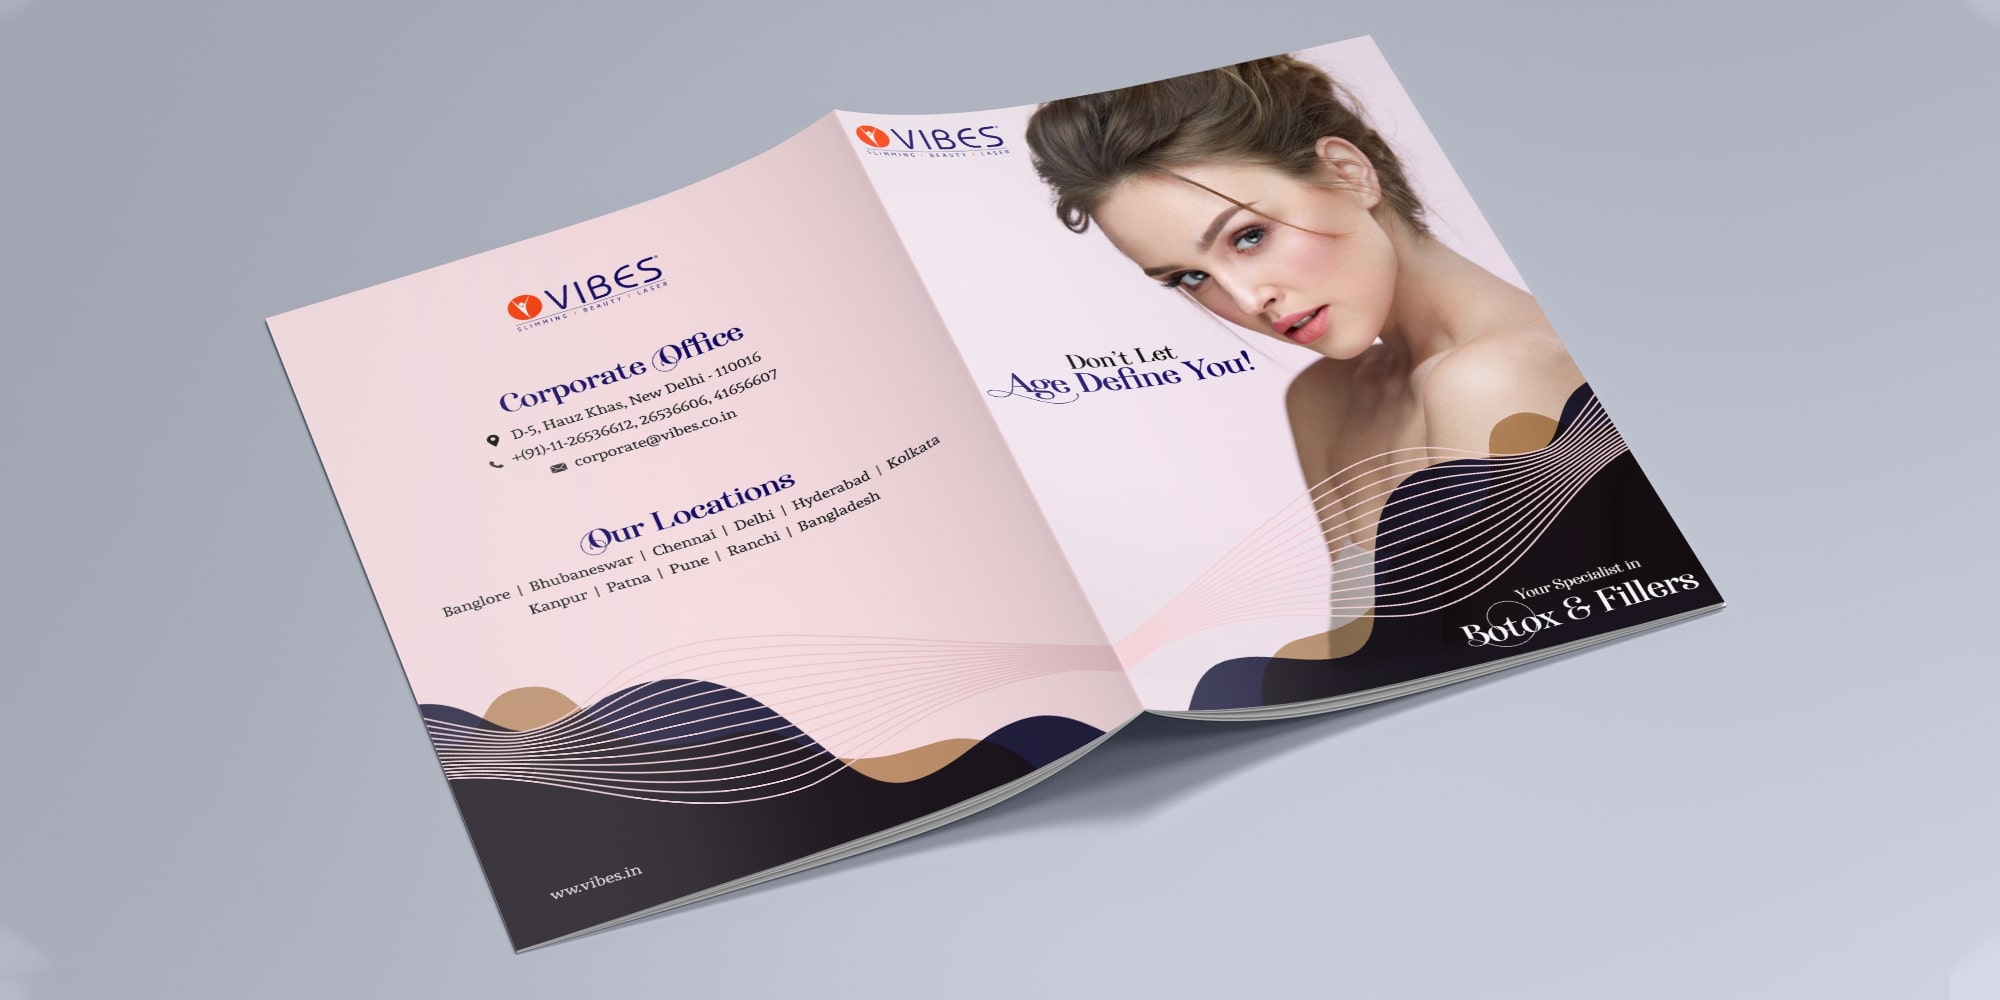 VIBES
SLIMMING | BEAUTY | LASER
Corporate Office
D-5, Hauz Khas, New Delhi - 110016
+(91)-11-26536612, 26536606, 41656607
corporate@vibes.co.in
Our Locations
Banglore | Bhubaneswar | Chennai | Delhi | Hyderabad | Kolkata
Kanpur | Patna | Pune | Ranchi | Bangladesh
ww.vibes.in
VIBES
SLIMMING | BEAUTY | LASER
Don't Let
Age Define You!
Your Specialist in
Botox & Fillers